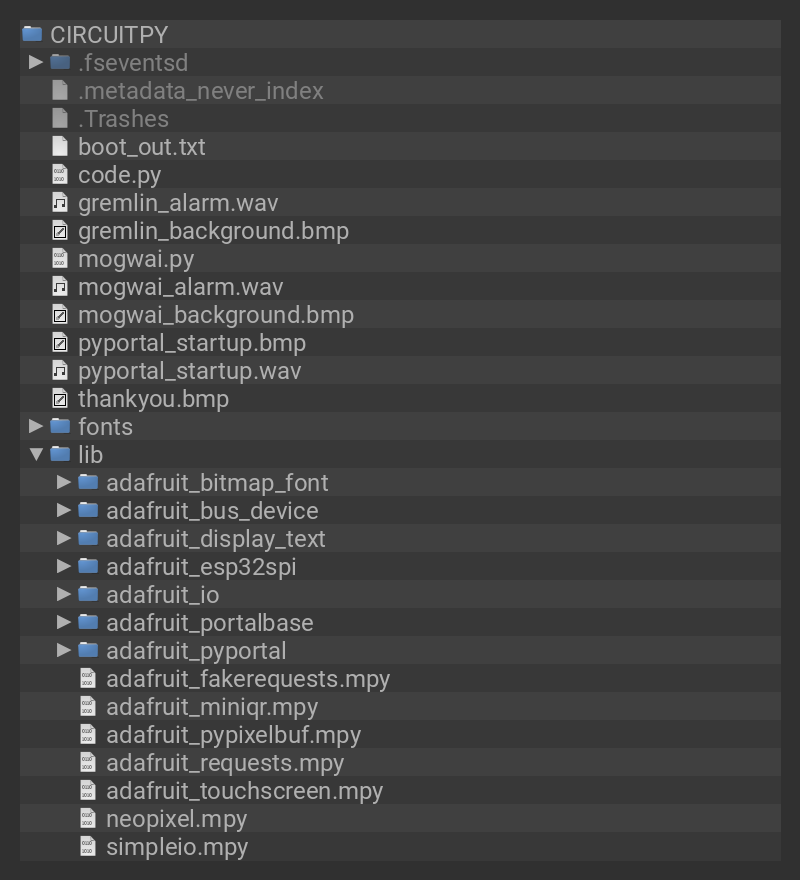 CIRCUITPY
.fseventsd
.metadata_never_index
.Trashes
boot_out.txt
code.py
gremlin_alarm.wav
gremlin_background.bmp
mogwai.py
mogwai_alarm.wav
mogwai_background.bmp
pyportal_startup.bmp
pyportal_startup.wav
thankyou.bmp
fonts
lib
adafruit_bitmap_font
adafruit_bus_device
adafruit_display_text
adafruit_esp32spi
adafruit_io
adafruit_portalbase
adafruit_pyportal
adafruit_fakerequests.mpy
adafruit_miniqr.mpy
adafruit_pypixelbuf.mpy
adafruit_requests.mpy
adafruit_touchscreen.mpy
neopixel.mpy
simpleio.mpy